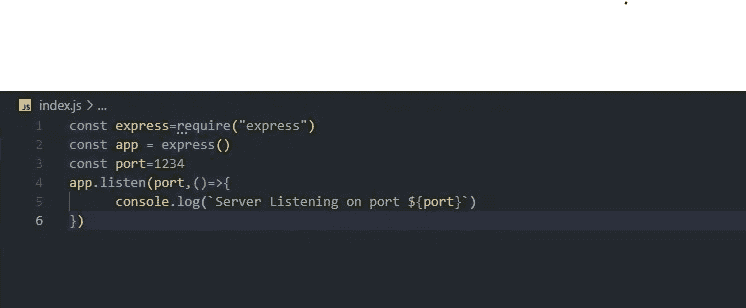 JS index.js > ...
1 const express=require("express")
2 const app = express()
3 const port=1234
4 app.listen(port,()=>{
5 console.log(`Server Listening on port ${port}`)
6 })